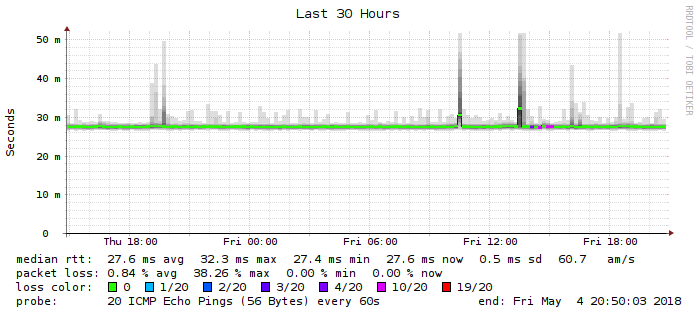 Last 30 Hours
RRDTOOL / TOBI OETIKER
Seconds
50 m
40 m
30 m
20 m
10 m
0
Thu 18:00 Fri 00:00 Fri 06:00 Fri 12:00 Fri 18:00
median rtt: 27.6 ms avg 32.3 ms max 27.4 ms min 27.6 ms now 0.5 ms sd 60.7 am/s
packet loss: 0.84 % avg 38.26 % max 0.00 % min 0.00 % now
loss color: 0 1/20 2/20 3/20 4/20 10/20 19/20
probe: 20 ICMP Echo Pings (56 Bytes) every 60s end: Fri May 4 20:50:03 2018